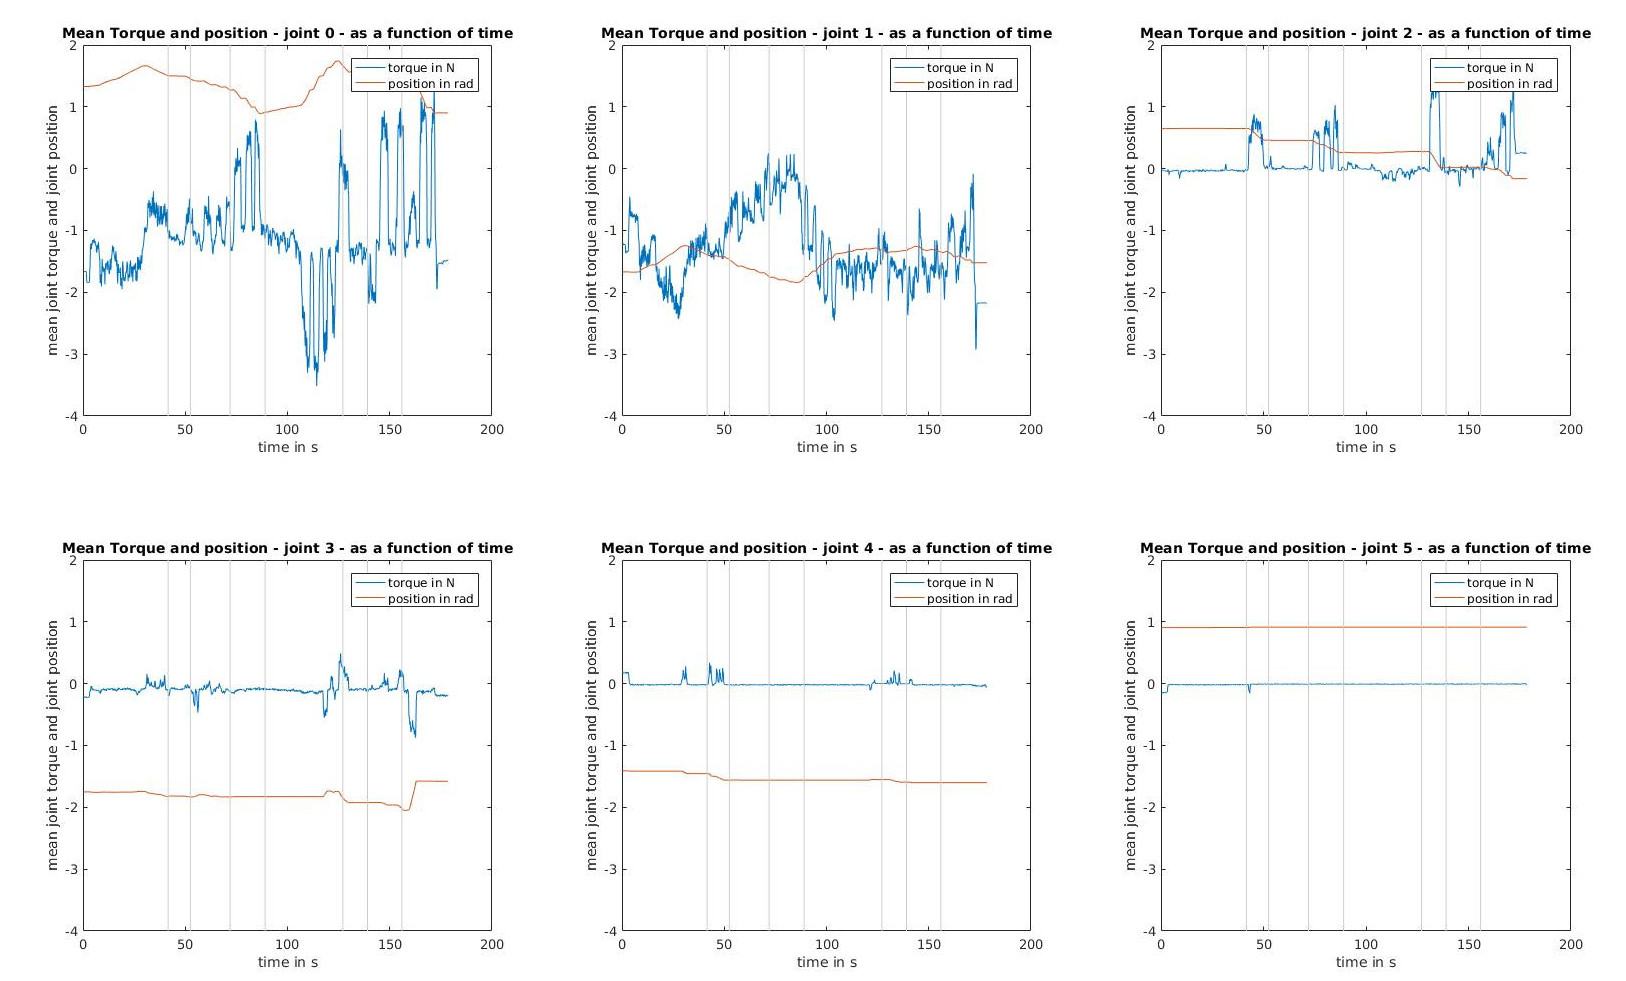 Mean Torque and position - joint 0 - as a function of time
2
1
0
-1
-2
-3
-4
mean joint torque and joint position
torque in N
position in rad
0 50 100 150 200
time in s
Mean Torque and position - joint 1 - as a function of time
2
1
0
-1
-2
-3
-4
mean joint torque and joint position
torque in N
position in rad
0 50 100 150 200
time in s
Mean Torque and position - joint 2 - as a function of time
2
1
0
-1
-2
-3
-4
mean joint torque and joint position
torque in N
position in rad
0 50 100 150 200
time in s
Mean Torque and position - joint 3 - as a function of time
2
1
0
-1
-2
-3
-4
mean joint torque and joint position
torque in N
position in rad
0 50 100 150 200
time in s
Mean Torque and position - joint 4 - as a function of time
2
1
0
-1
-2
-3
-4
mean joint torque and joint position
torque in N
position in rad
0 50 100 150 200
time in s
Mean Torque and position - joint 5 - as a function of time
2
1
0
-1
-2
-3
-4
mean joint torque and joint position
torque in N
position in rad
0 50 100 150 200
time in s